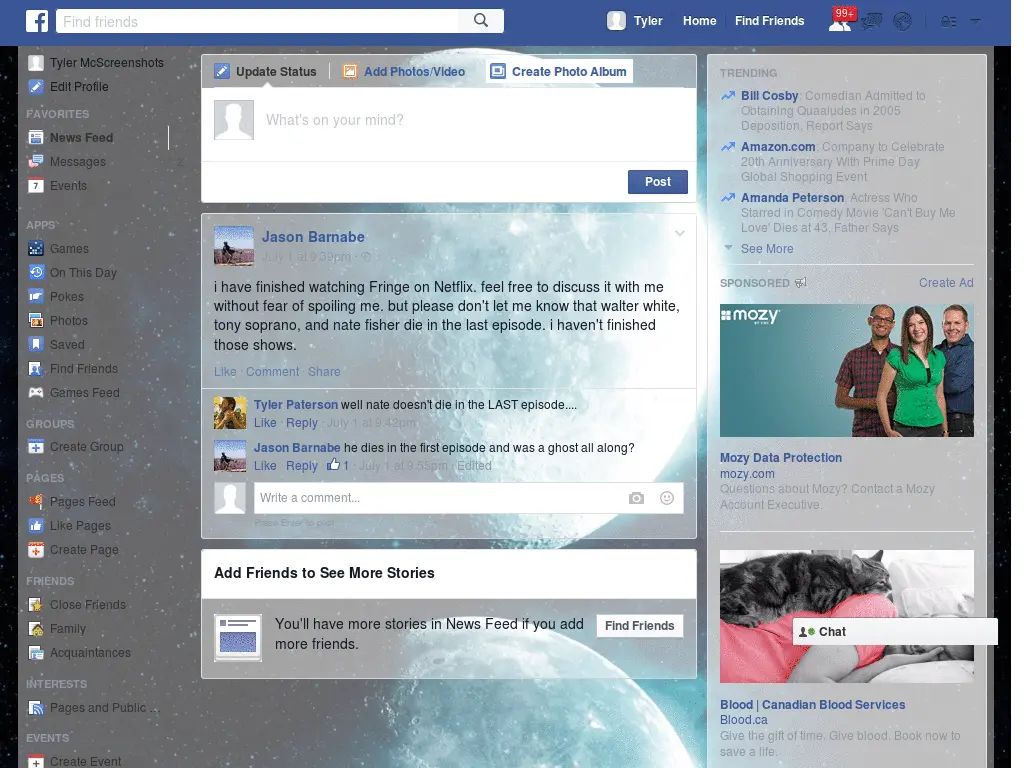 Find friends
Tyler
Home
Find Friends
99+
Tyler McScreenshots
Edit Profile
FAVORITES
News Feed
Messages
2
7
Events
APPS
Games
On This Day
Pokes
Photos
Saved
Find Friends
Games Feed
GROUPS
Create Group
PAGES
Pages Feed
Like Pages
Create Page
FRIENDS
Close Friends
Family
Acquaintances
INTERESTS
Pages and Public ...
EVENTS
Create Event
Update Status
Add Photos/Video
Create Photo Album
What's on your mind?
Post
Jason Barnabe
July 1 at 9:39pm ·
i have finished watching Fringe on Netflix. feel free to discuss it with me
without fear of spoiling me. but please don't let me know that walter white,
tony soprano, and nate fisher die in the last episode. i haven't finished
those shows.
Like · Comment · Share
Tyler Paterson well nate doesn't die in the LAST episode....
Like · Reply · July 1 at 9:42pm
Jason Barnabe he dies in the first episode and was a ghost all along?
Like · Reply · 1 · July 1 at 9:55pm · Edited
Write a comment...
Press Enter to post.
Add Friends to See More Stories
You'll have more stories in News Feed if you add
more friends.
Find Friends
TRENDING
Bill Cosby: Comedian Admitted to
Obtaining Quaaludes in 2005
Deposition, Report Says
Amazon.com: Company to Celebrate
20th Anniversary With Prime Day
Global Shopping Event
Amanda Peterson: Actress Who
Starred in Comedy Movie 'Can't Buy Me
Love' Dies at 43, Father Says
See More
SPONSORED
Create Ad
mozy
Mozy Data Protection
mozy.com
Questions about Mozy? Contact a Mozy
Account Executive.
Chat
Blood | Canadian Blood Services
Blood.ca
Give the gift of time. Give blood. Book now to
save a life.